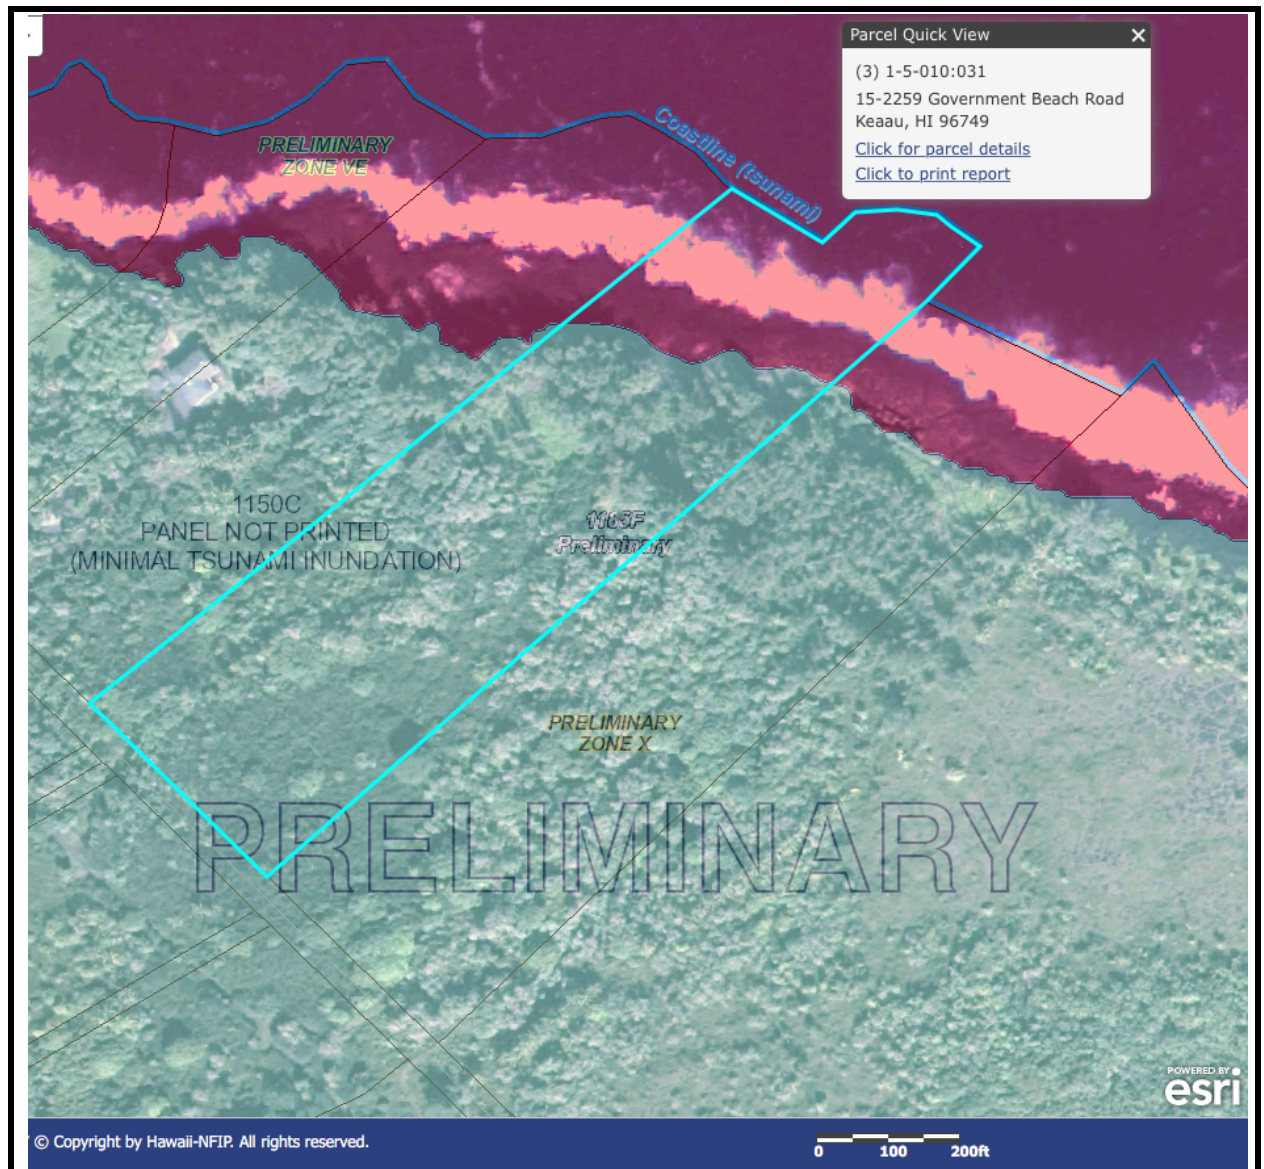 Parcel Quick View
(3) 1-5-010:031
15-2259 Government Beach Road
Keaau, HI 96749
Click for parcel details
Click to print report
Coastline (tsunami)
PRELIMINARY
ZONE VE
1150C
PANEL NOT PRINTED
(MINIMAL TSUNAMI INUNDATION)
Preliminary
PRELIMINARY
ZONE X
PRELIMINARY
POWERED BY
esri
© Copyright by Hawaii-NFIP. All rights reserved.
0 100 200ft